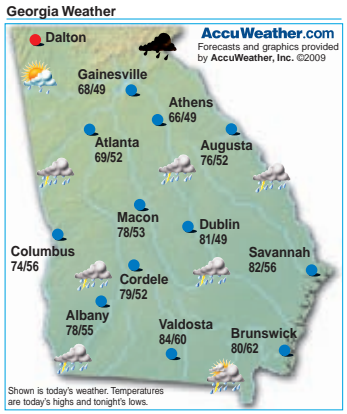 Georgia Weather
AccuWeather.com
Forecasts and graphics provided
by AccuWeather, Inc. ©2009
Dalton
Gainesville
68/49
Athens
66/49
Atlanta
69/52
Augusta
76/52
Macon
78/53
Dublin
81/49
Columbus
74/56
Savannah
82/56
Cordele
79/52
Albany
78/55
Valdosta
84/60
Brunswick
80/62
Shown is today's weather. Temperatures
are today's highs and tonight's lows.